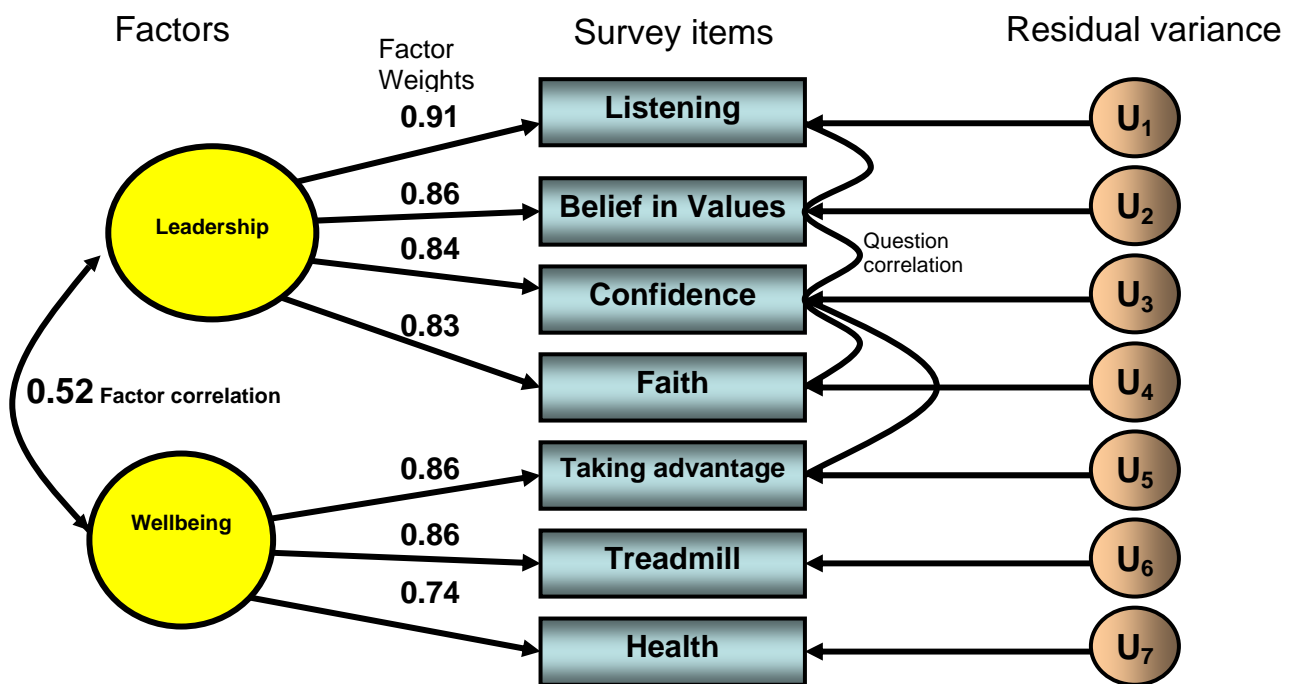 Factors
Survey items
Residual variance
Factor
Weights
0.91
Listening
U1
0.86
Belief in Values
U2
Leadership
0.84
Question
correlation
Confidence
U3
0.83
Faith
U4
0.52 Factor correlation
0.86
Taking advantage
U5
Wellbeing
0.86
Treadmill
U6
0.74
Health
U7